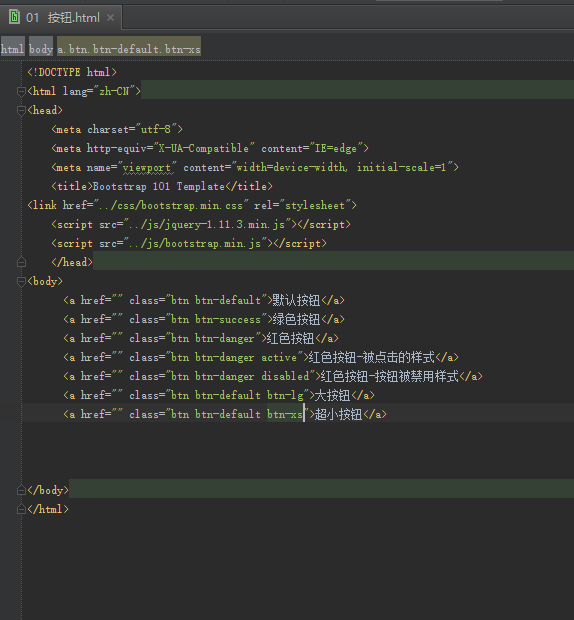 01 按钮.html
html body a.btn.btn-default.btn-xs
<!DOCTYPE html>
<html lang="zh-CN">
<head>
<meta charset="utf-8">
<meta http-equiv="X-UA-Compatible" content="IE=edge">
<meta name="viewport" content="width=device-width, initial-scale=1">
<title>Bootstrap 101 Template</title>
<link href="../css/bootstrap.min.css" rel="stylesheet">
<script src="../js/jquery-1.11.3.min.js"></script>
<script src="../js/bootstrap.min.js"></script>
</head>
<body>
<a href="" class="btn btn-default">默认按钮</a>
<a href="" class="btn btn-success">绿色按钮</a>
<a href="" class="btn btn-danger">红色按钮</a>
<a href="" class="btn btn-danger active">红色按钮-被点击的样式</a>
<a href="" class="btn btn-danger disabled">红色按钮-按钮被禁用样式</a>
<a href="" class="btn btn-default btn-lg">大按钮</a>
<a href="" class="btn btn-default btn-xs">超小按钮</a>
</body>
</html>